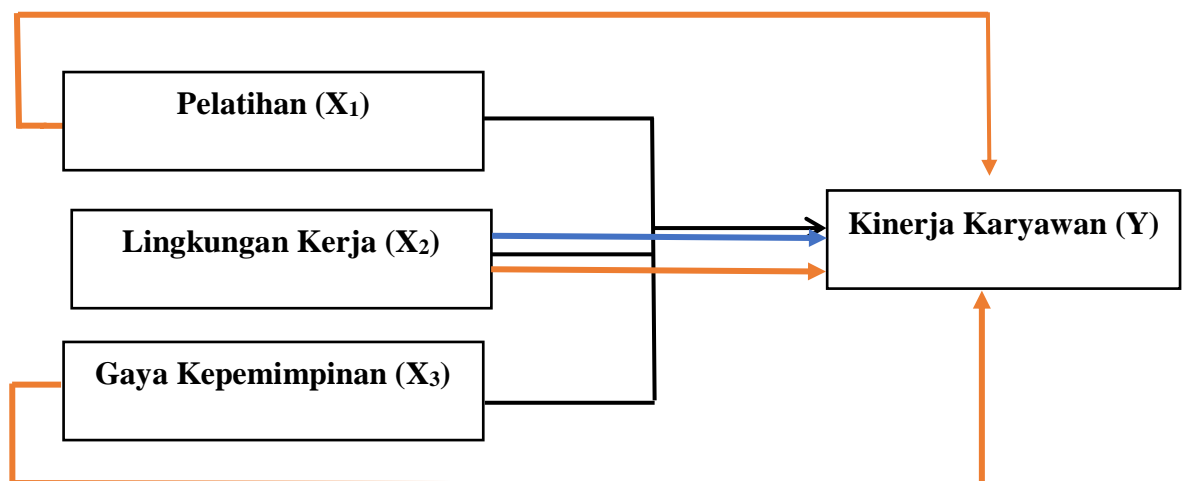 Pelatihan (X₁)
Lingkungan Kerja (X₂)
Kinerja Karyawan (Y)
Gaya Kepemimpinan (X₃)